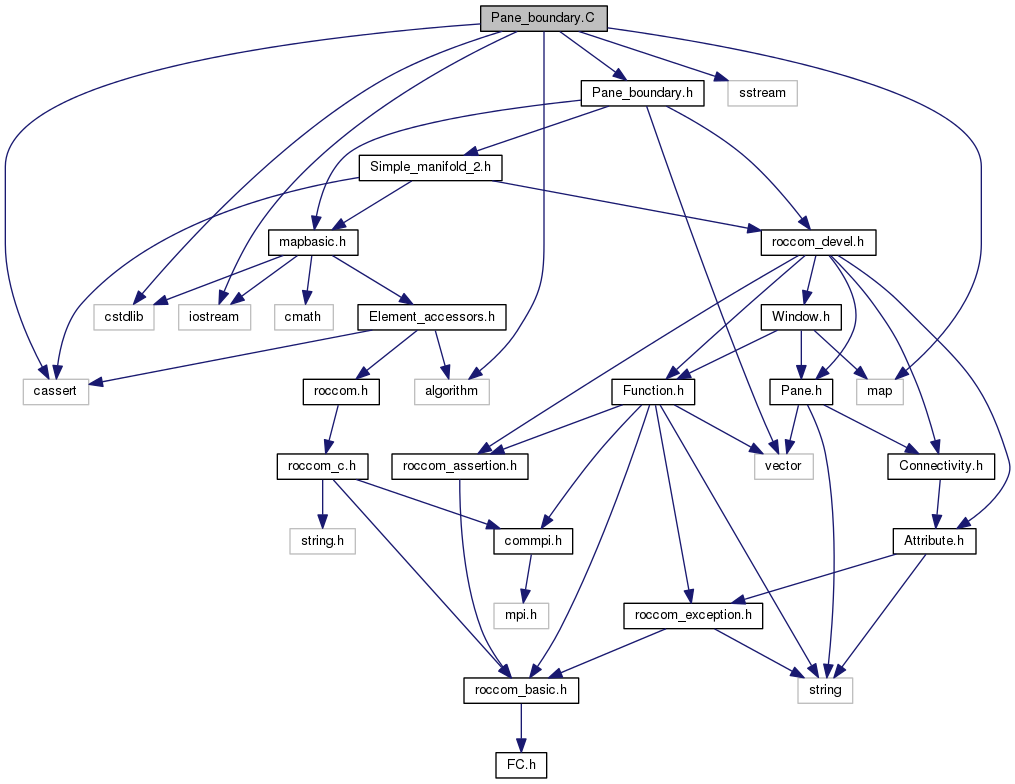 Pane_boundary.C
Pane_boundary.h
sstream
Simple_manifold_2.h
mapbasic.h
roccom_devel.h
cstdlib
iostream
cmath
Element_accessors.h
Window.h
cassert
roccom.h
algorithm
Function.h
Pane.h
map
roccom_c.h
roccom_assertion.h
vector
Connectivity.h
string.h
commpi.h
Attribute.h
mpi.h
roccom_exception.h
roccom_basic.h
string
FC.h